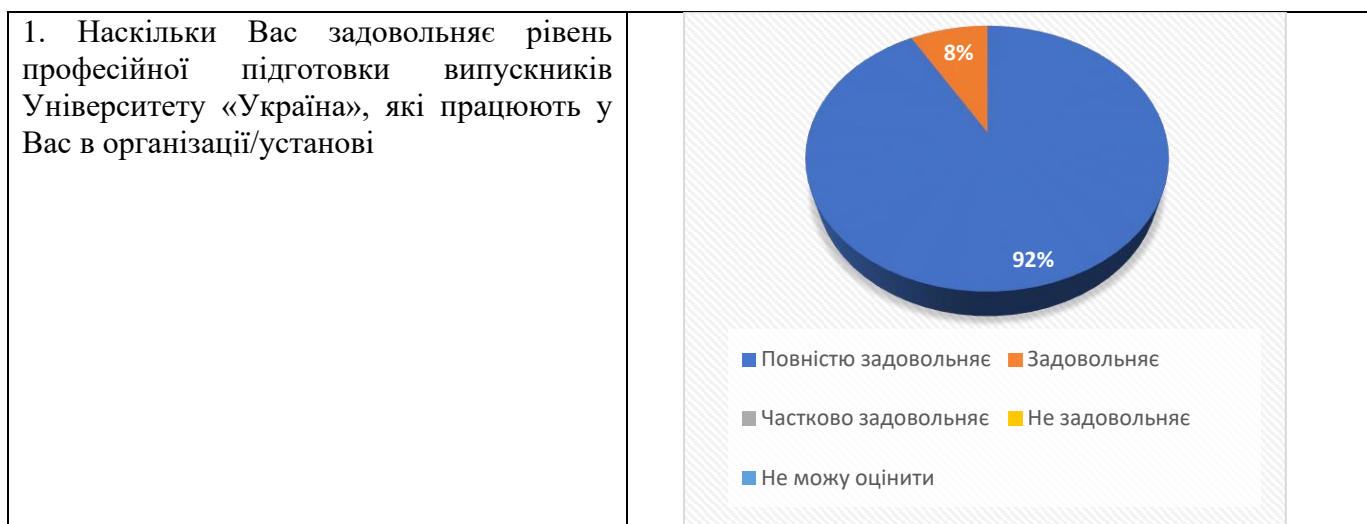 1. Наскільки Вас задовольняє рівень
професійної підготовки випускників
Університету «Україна», які працюють у
Вас в організації/установі
8%
92%
Повністю задовольняє
Задовольняє
Частково задовольняє
Не задовольняє
Не можу оцінити